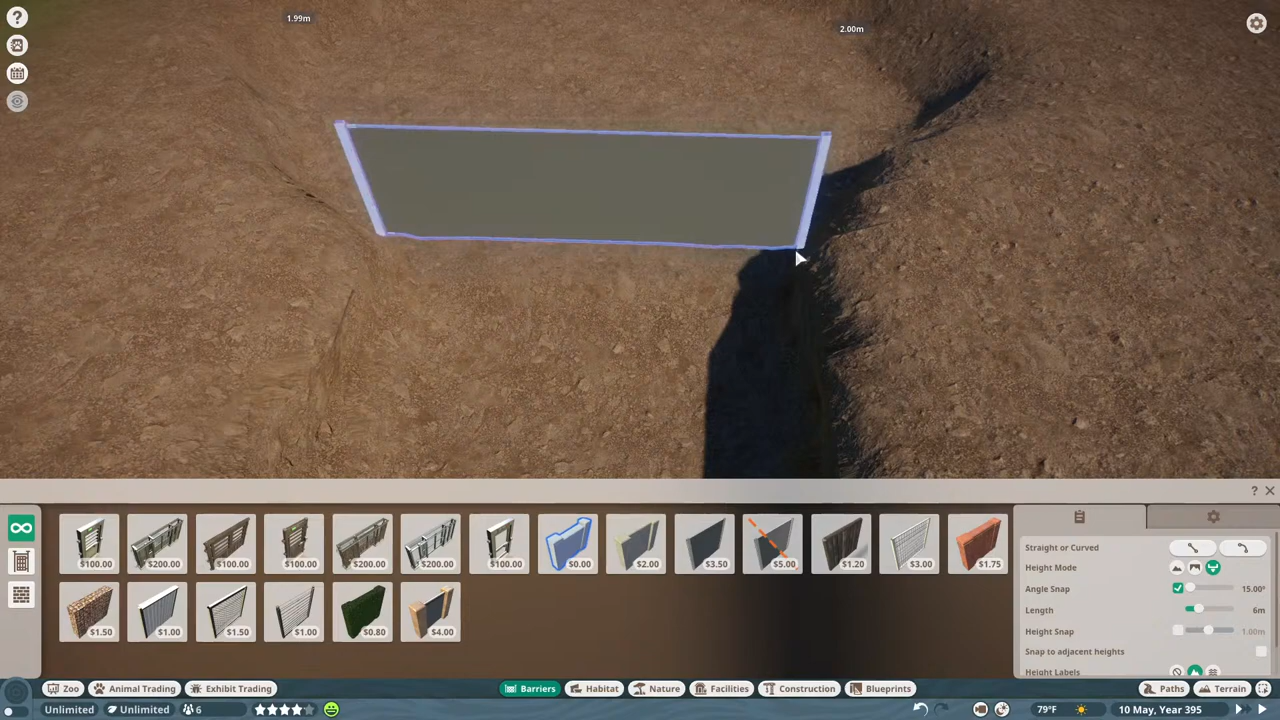 1.99m
2.00m
?
? ×
$100.00 $200.00 $100.00 $100.00 $200.00 $200.00 $100.00 $0.00 $2.00 $3.50 $5.00 $1.20 $3.00 $1.75
$1.50 $1.00 $1.50 $1.00 $0.80 $4.00
Straight or Curved
Height Mode
Angle Snap 15.00°
Length 6m
Height Snap 1.00m
Snap to adjacent heights
Height Labels
Zoo Animal Trading Exhibit Trading Barriers Habitat Nature Facilities Construction Blueprints Paths Terrain
Unlimited Unlimited 6 79°F 10 May, Year 395